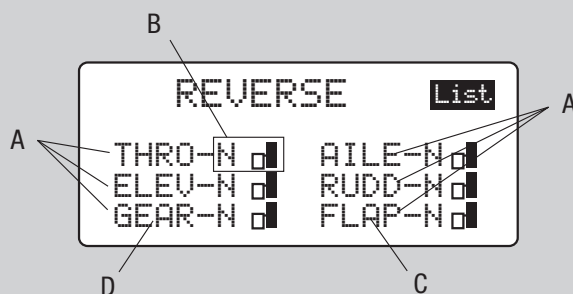 B
REVERSE List
A A
THRO-N AILE-N
ELEV-N RUDD-N
GEAR-N FLAP-N
D C